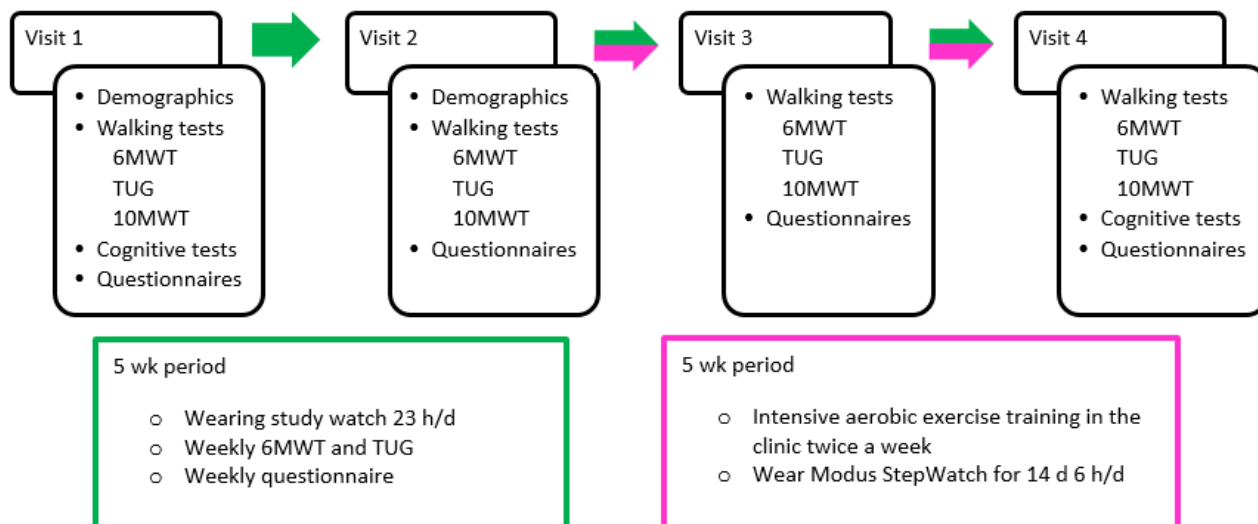 Visit 1
• Demographics
• Walking tests
6MWT
TUG
10MWT
• Cognitive tests
• Questionnaires
Visit 2
• Demographics
• Walking tests
6MWT
TUG
10MWT
• Questionnaires
Visit 3
• Walking tests
6MWT
TUG
10MWT
• Questionnaires
Visit 4
• Walking tests
6MWT
TUG
10MWT
• Cognitive tests
• Questionnaires
5 wk period
o Wearing study watch 23 h/d
o Weekly 6MWT and TUG
o Weekly questionnaire
5 wk period
o Intensive aerobic exercise training in the
clinic twice a week
o Wear Modus StepWatch for 14 d 6 h/d